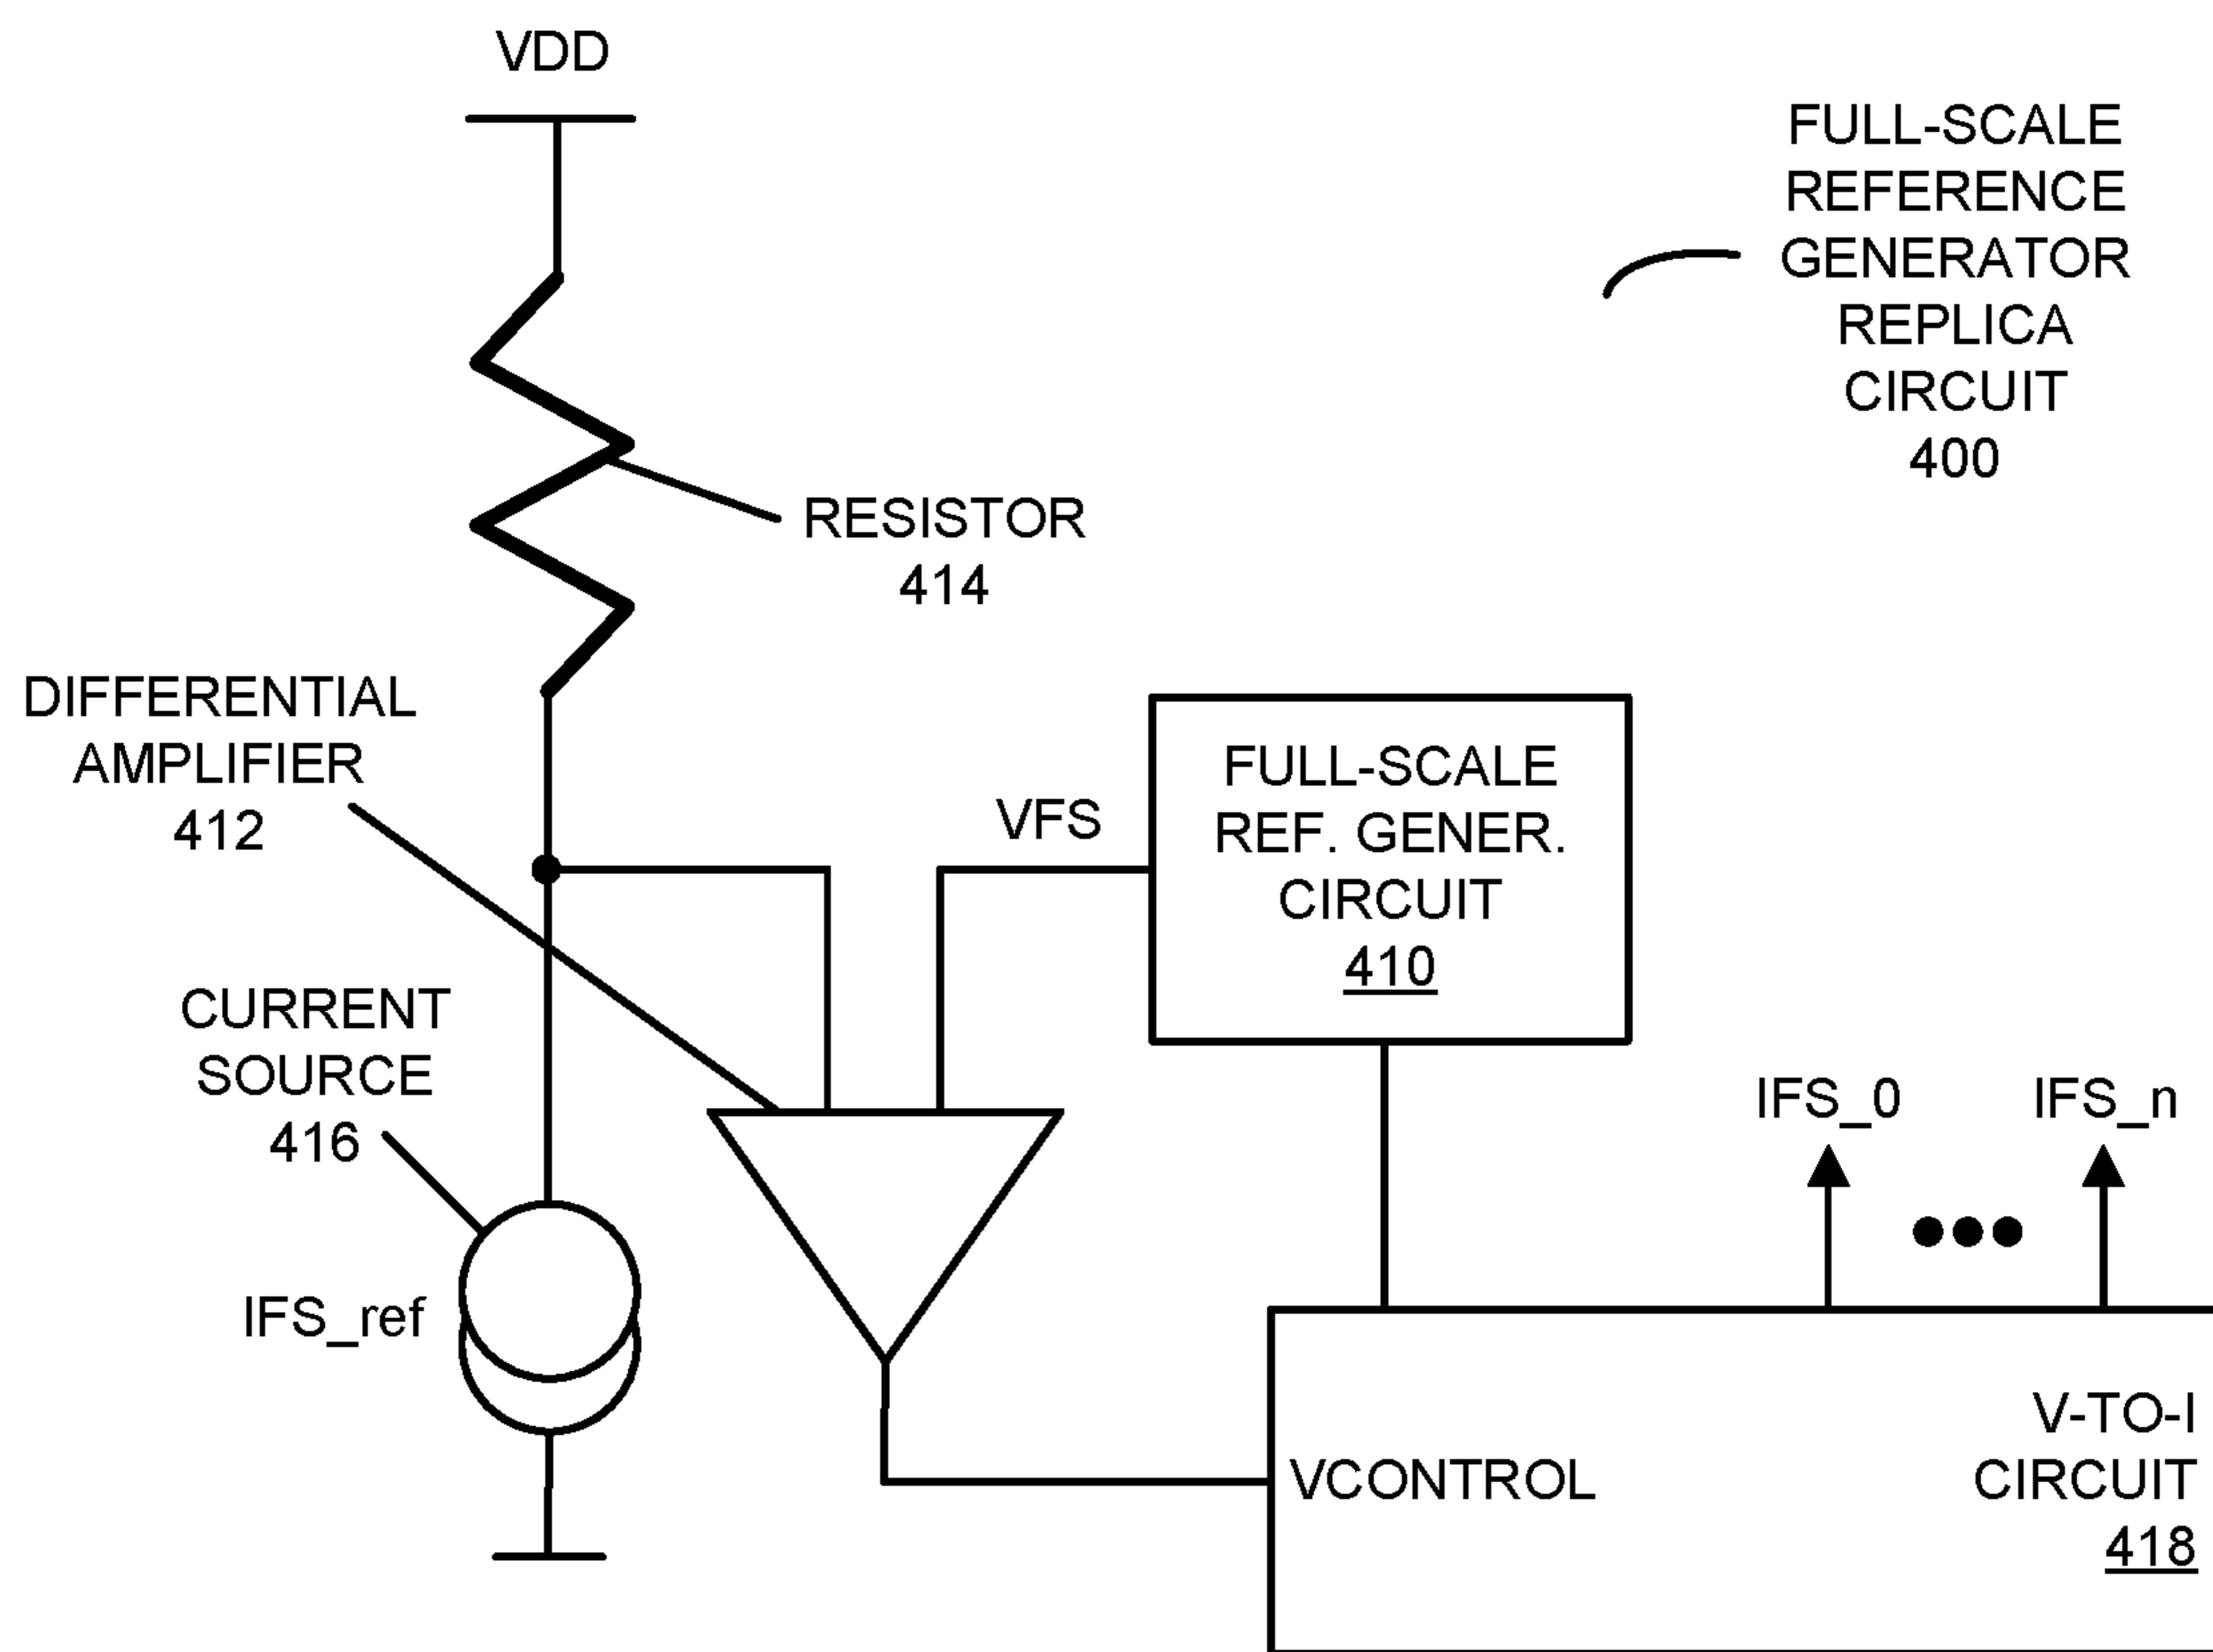 VDD
FULL-SCALE
REFERENCE
GENERATOR
REPLICA
CIRCUIT
400
RESISTOR
414
DIFFERENTIAL
AMPLIFIER
412
VFS
FULL-SCALE
REF. GENER.
CIRCUIT
410
CURRENT
SOURCE
416
IFS_ref
IFS_0
IFS_n
VCONTROL
V-TO-I
CIRCUIT
418